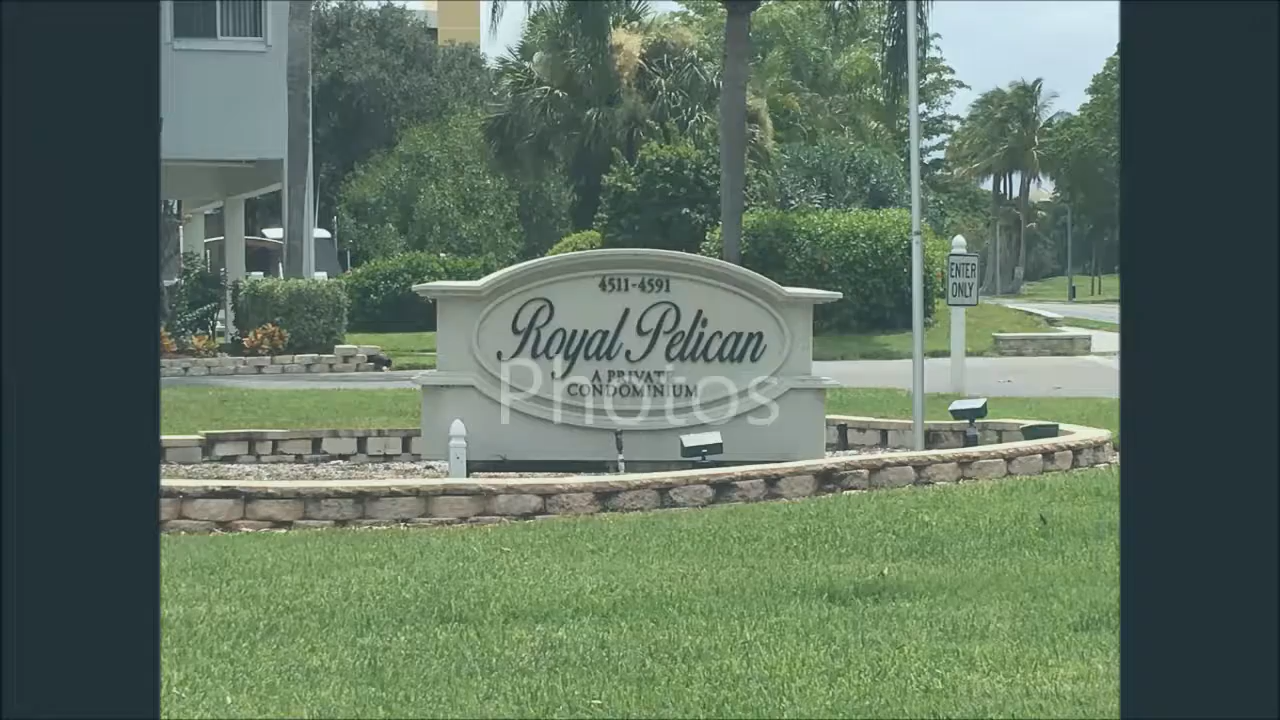 4511-4591
Royal Pelican
A PRIVATE
CONDOMINIUM
Photos
ENTER
ONLY